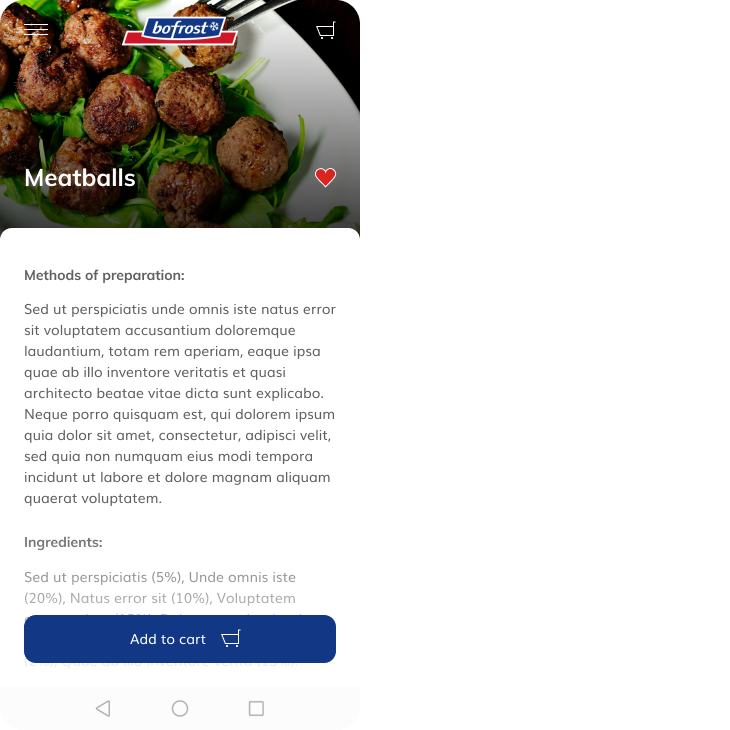 bofrost
Meatballs
Methods of preparation:
Sed ut perspiciatis unde omnis iste natus error
sit voluptatem accusantium doloremque
laudantium, totam rem aperiam, eaque ipsa
quae ab illo inventore veritatis et quasi
architecto beatae vitae dicta sunt explicabo.
Neque porro quisquam est, qui dolorem ipsum
quia dolor sit amet, consectetur, adipisci velit,
sed quia non numquam eius modi tempora
incidunt ut labore et dolore magnam aliquam
quaerat voluptatem.
Ingredients:
Sed ut perspiciatis (5%), Unde omnis iste
(20%), Natus error sit (10%), Voluptatem
Add to cart